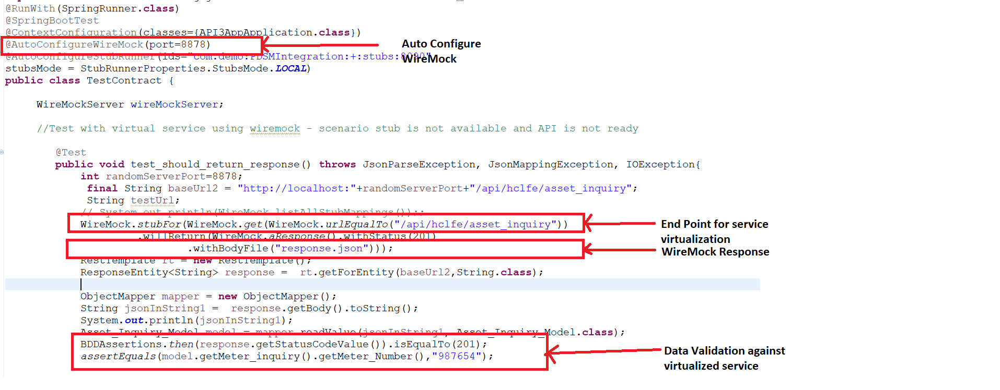 @RunWith(SpringRunner.class)
@SpringBootTest
@ContextConfiguration(classes={API3AppApplication.class})
@AutoConfigureWireMock(port=8878)
Auto Configure
WireMock
@AutoConfigureStubRunner(ids="com.demo:PDSMIntegration:+:stubs:8090"
stubsMode = StubRunnerProperties.StubsMode.LOCAL)
public class TestContract {
WireMockServer wireMockServer;
//Test with virtual service using wiremock - scenario stub is not available and API is not ready
@Test
public void test_should_return_response() throws JsonParseException, JsonMappingException, IOException{
int randomServerPort=8878;
final String baseUrl2 = "http://localhost:"+randomServerPort+"/api/hclfe/asset_inquiry";
String testUrl;
// System.out.println(WireMock.listAllStubMappings());;
WireMock.stubFor(WireMock.get(WireMock.urlEqualTo("/api/hclfe/asset_inquiry"))
End Point for service
virtualization
.willReturn(WireMock.aResponse().withStatus(201)
.withBodyFile("response.json")));
WireMock Response
RestTemplate rt = new RestTemplate();
ResponseEntity<String> response =  rt.getForEntity(baseUrl2,String.class);
ObjectMapper mapper = new ObjectMapper();
String jsonInString1 =  response.getBody().toString();
System.out.println(jsonInString1);
Asset_Inquiry_Model model = mapper.readValue(jsonInString1, Asset_Inquiry_Model.class);
BDDAssertions.then(response.getStatusCodeValue()).isEqualTo(201);
assertEquals(model.getMeter_inquiry().getMeter_Number(),"987654");
Data Validation against
virtualized service